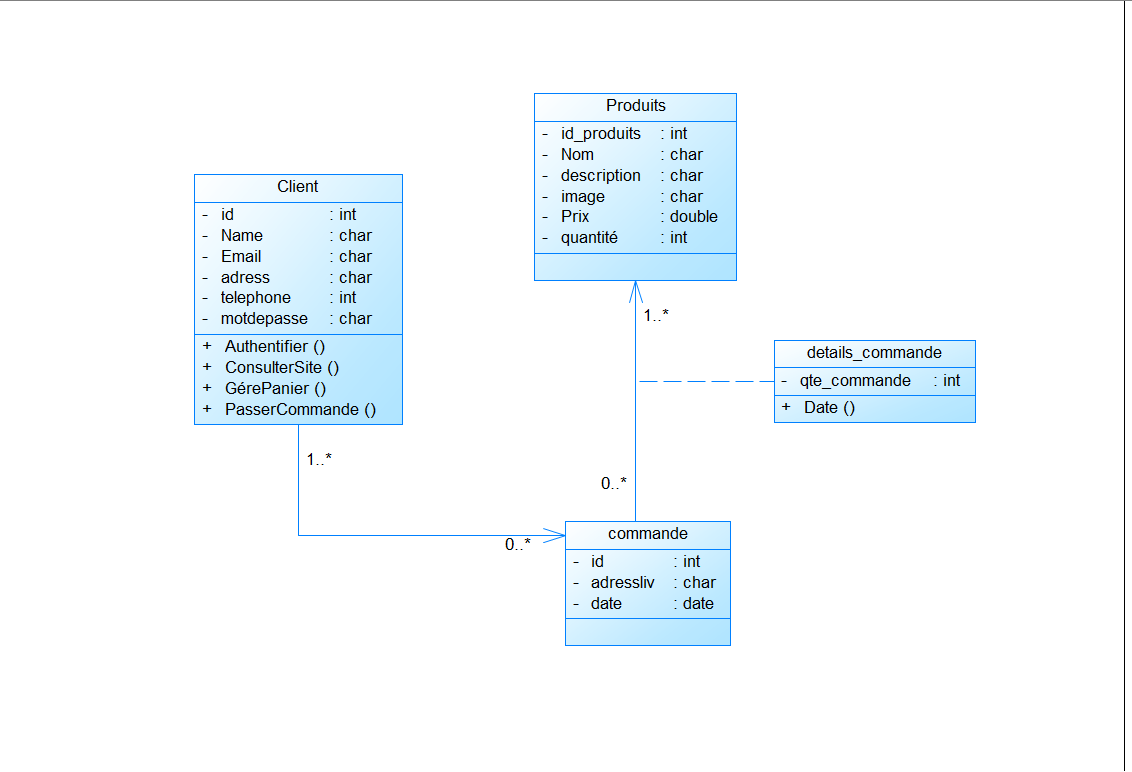 Produits
- id_produits : int
- Nom : char
- description : char
- image : char
- Prix : double
- quantité : int
Client
- id : int
- Name : char
- Email : char
- adress : char
- telephone : int
- motdepasse : char
+ Authentifier ()
+ ConsulterSite ()
+ GérePanier ()
+ PasserCommande ()
1..*
details_commande
- qte_commande : int
+ Date ()
1..*
0..*
0..*
commande
- id : int
- adressliv : char
- date : date